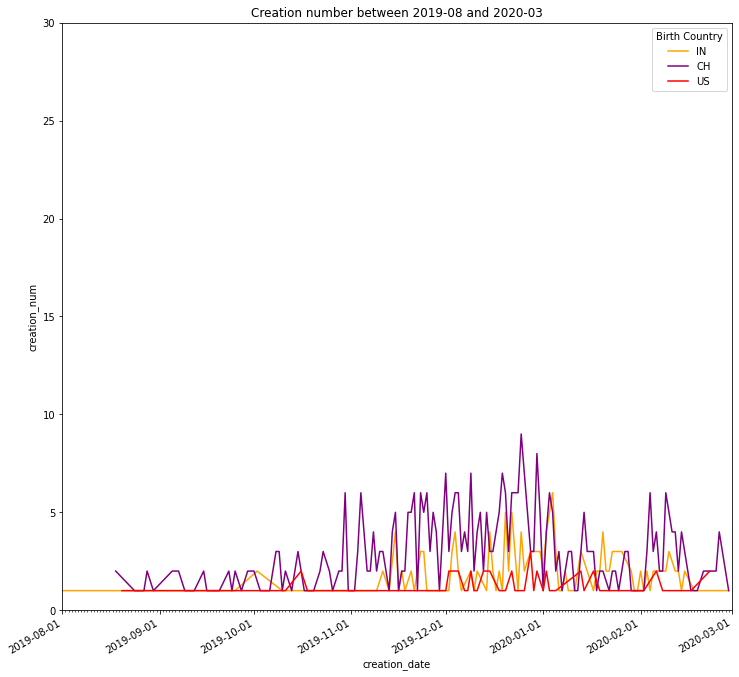 Creation number between 2019-08 and 2020-03
Birth Country
IN
CH
US
30
25
20
15
10
5
0
creation_num
2019-08-01
2019-09-01
2019-10-01
2019-11-01
2019-12-01
2020-01-01
2020-02-01
2020-03-01
creation_date